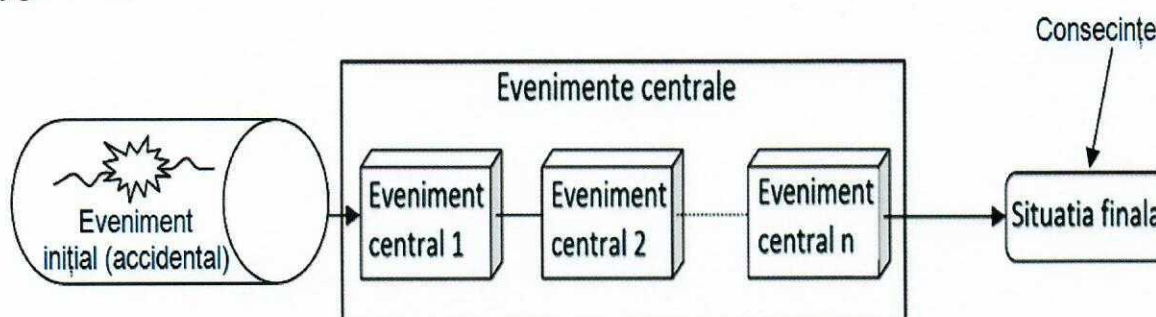 Consecințe
Evenimente centrale
Eveniment
inițial (accidental)
Eveniment
central 1
Eveniment
central 2
Eveniment
central n
Situatia finala